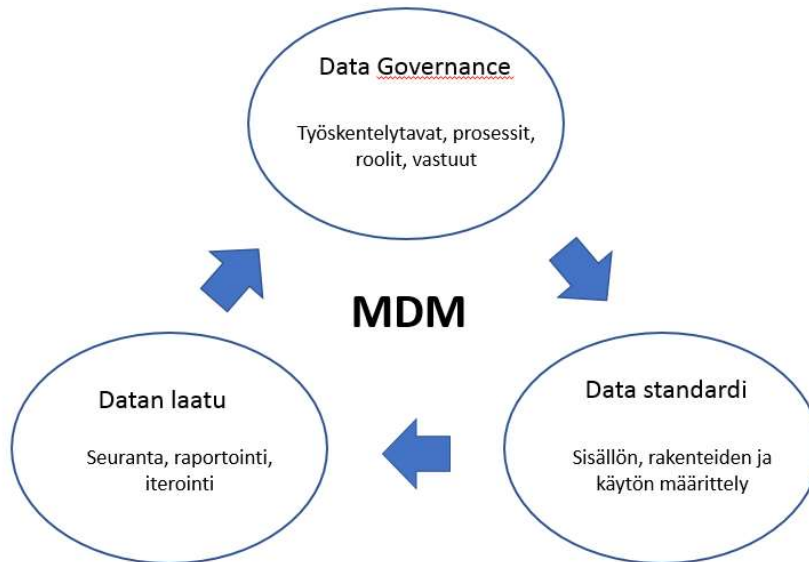 Data Governance
Työskentelytavat, prosessit,
roolit, vastuut
MDM
Datan laatu
Seuranta, raportointi,
iterointi
Data standardi
Sisällön, rakenteiden ja
käytön määrittely